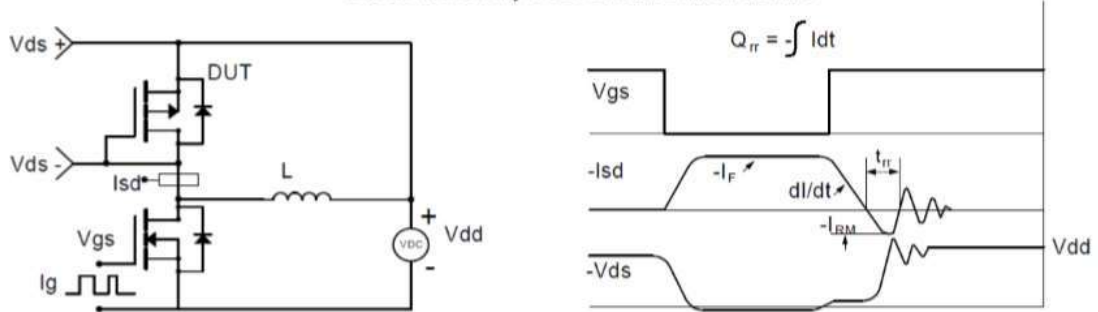 Q_rr = -∫ Idt
Vds +
DUT
Vds -
Isd
L
Vgs
Ig
+
VDC
-
Vdd
Vgs
-Isd
-I_F
dI/dt
t_rr
-I_RM
-Vds
Vdd